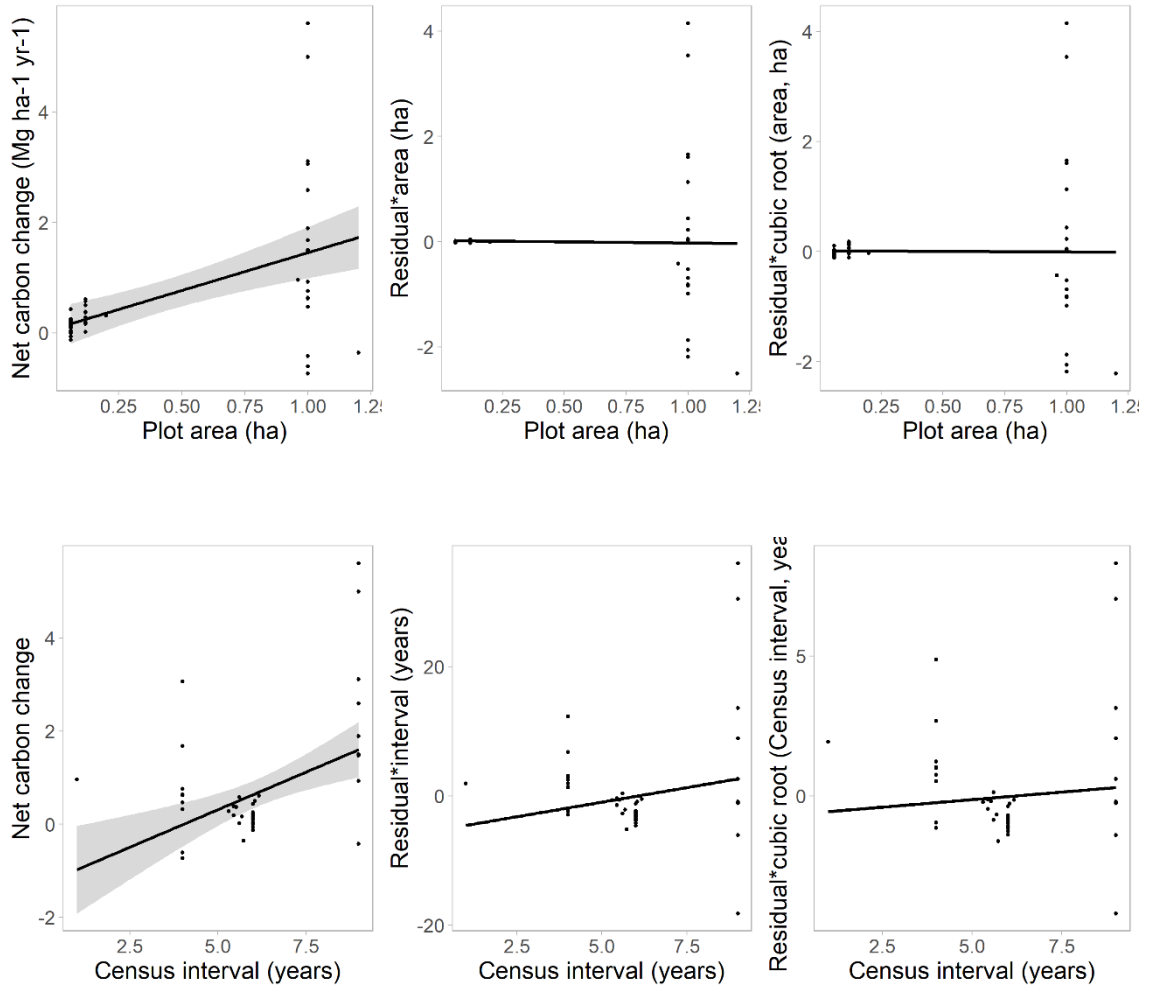 Net carbon change (Mg ha-1 yr-1)
4
2
0
0.25 0.50 0.75 1.00 1.25
Plot area (ha)
Residual*area (ha)
4
2
0
-2
0.25 0.50 0.75 1.00 1.25
Plot area (ha)
Residual*cubic root (area, ha)
4
2
0
-2
0.25 0.50 0.75 1.00 1.25
Plot area (ha)
Net carbon change
4
2
0
-2
2.5 5.0 7.5
Census interval (years)
Residual*interval (years)
20
0
-20
2.5 5.0 7.5
Census interval (years)
Residual*cubic root (Census interval, yea
5
0
2.5 5.0 7.5
Census interval (years)